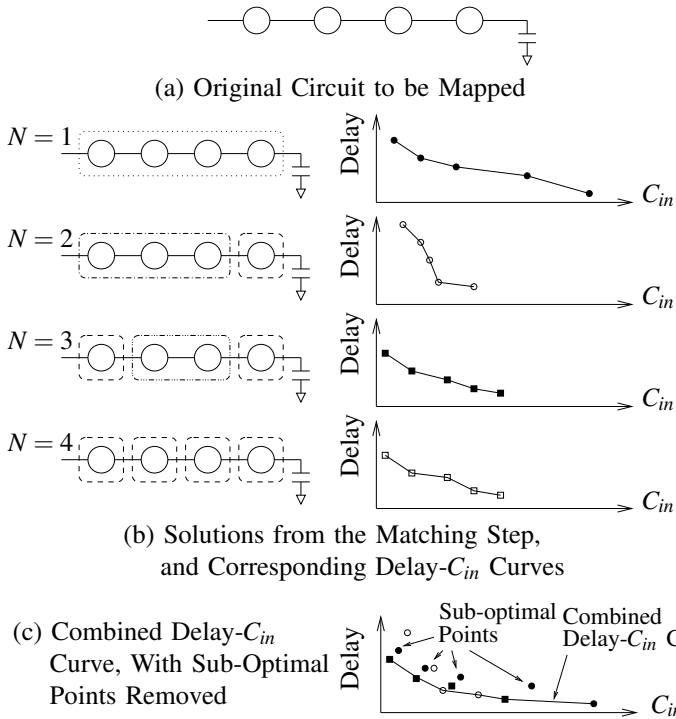 (a) Original Circuit to be Mapped
N = 1
Delay
C_in
N = 2
Delay
C_in
N = 3
Delay
C_in
N = 4
Delay
C_in
(b) Solutions from the Matching Step,
and Corresponding Delay-C_in Curves
(c) Combined Delay-C_in
Curve, With Sub-Optimal
Points Removed
Delay
Sub-optimal
Points
Combined
Delay-C_in C
C_in